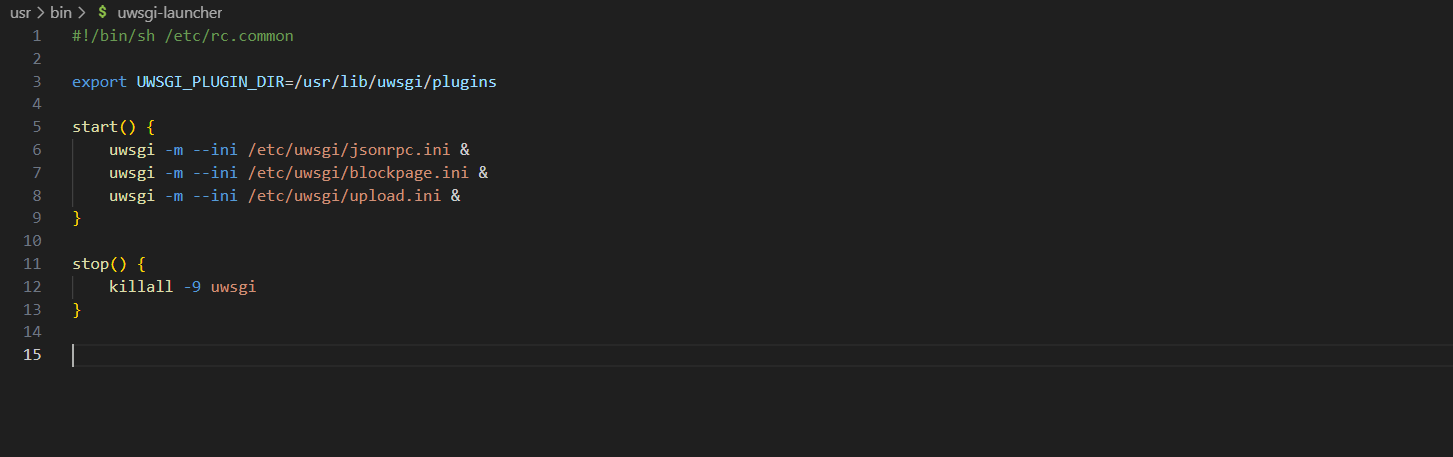 usr > bin > $ uwsgi-launcher
1 #!/bin/sh /etc/rc.common
2
3 export UWSGI_PLUGIN_DIR=/usr/lib/uwsgi/plugins
4
5 start() {
6     uwsgi -m --ini /etc/uwsgi/jsonrpc.ini &
7     uwsgi -m --ini /etc/uwsgi/blockpage.ini &
8     uwsgi -m --ini /etc/uwsgi/upload.ini &
9 }
10
11 stop() {
12     killall -9 uwsgi
13 }
14
15